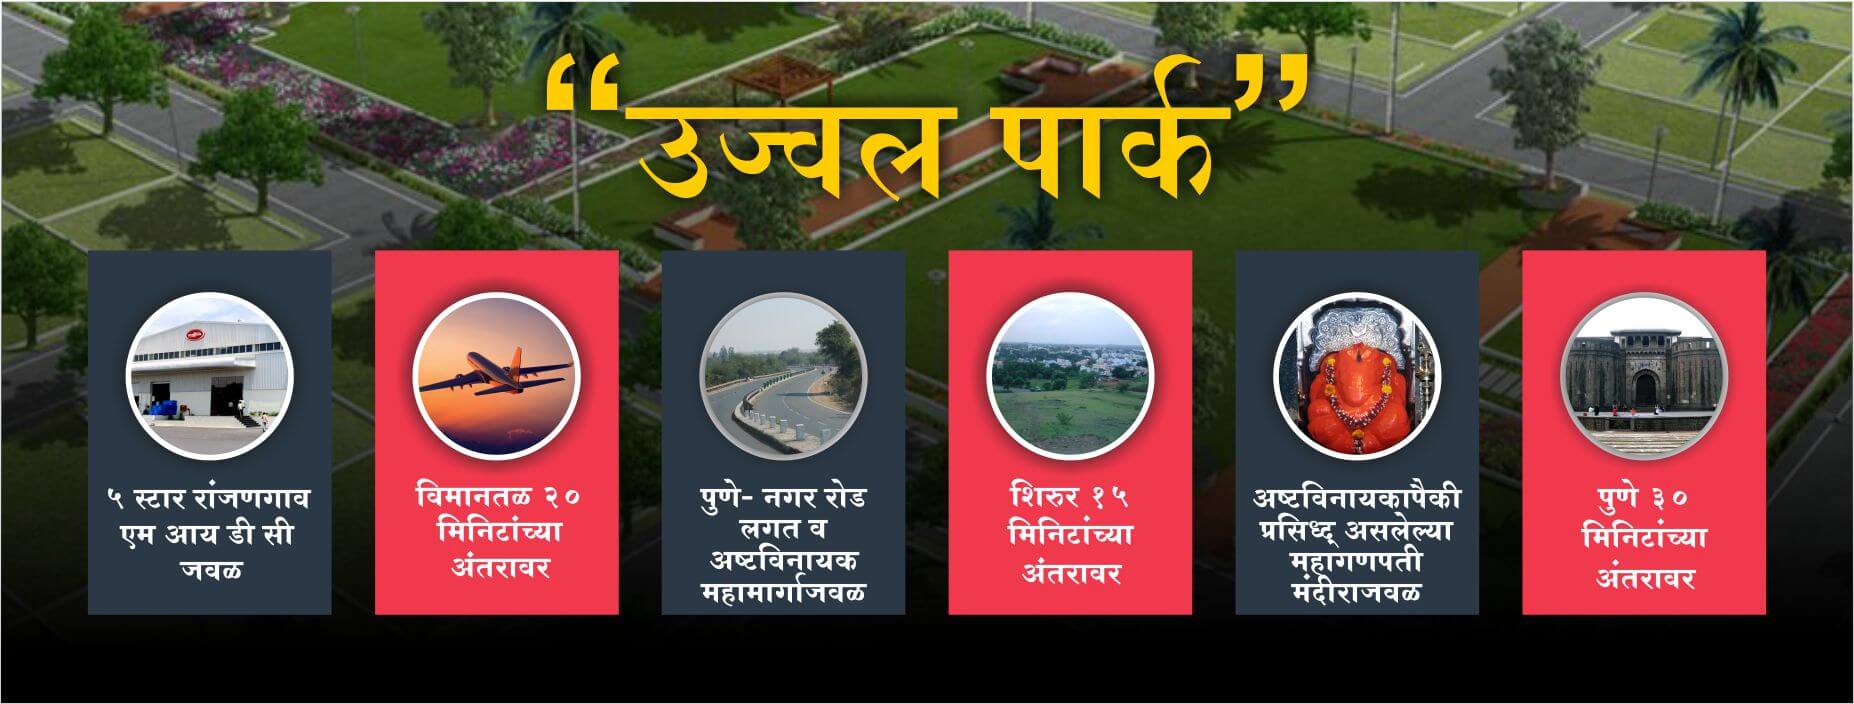 “उज्वल पार्क”
५ स्टार रांजणगाव
एम आय डी सी
जवळ
विमानतळ २०
मिनिटांच्या
अंतरावर
पुणे- नगर रोड
लगत व
अष्टविनायक
महामार्गाजवळ
शिरुर १५
मिनिटांच्या
अंतरावर
अष्टविनायकापैकी
प्रसिध्द् असलेल्या
महागणपती
मंदीराजवळ
पुणे ३०
मिनिटांच्या
अंतरावर